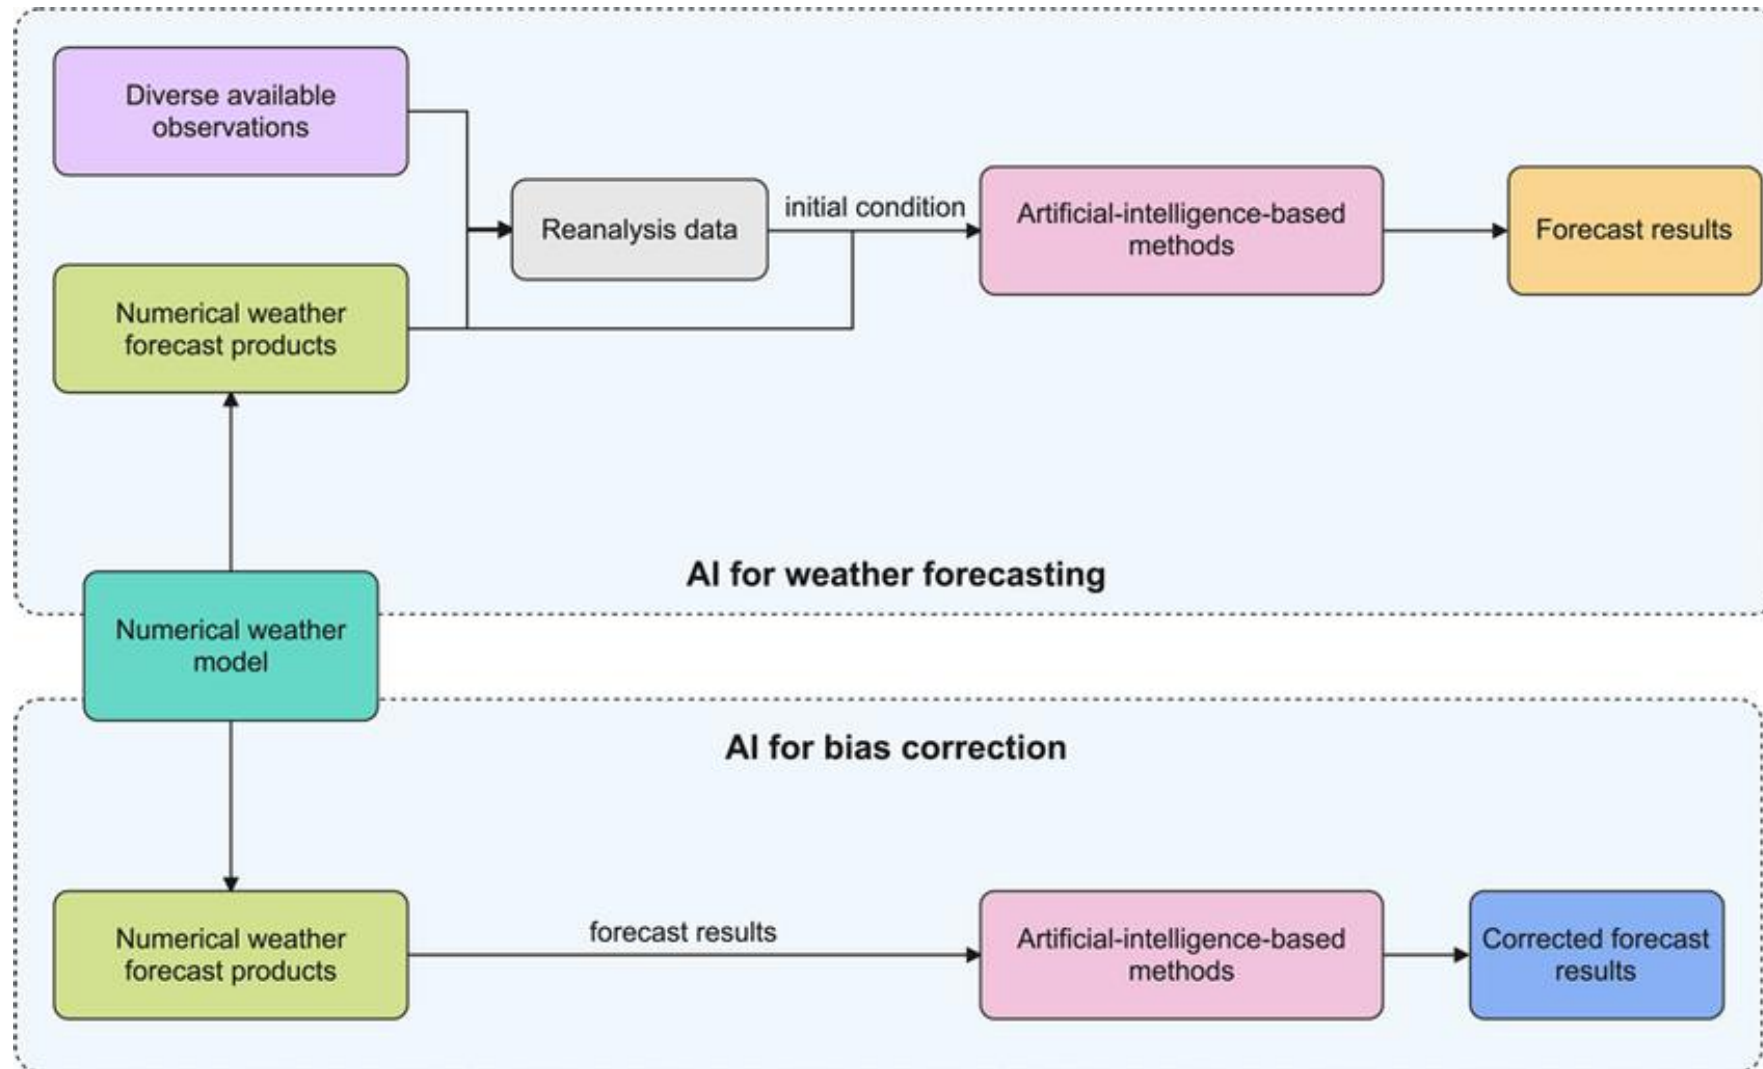 Diverse available
observations
Numerical weather
forecast products
Reanalysis data
initial condition
Artificial-intelligence-based
methods
Forecast results
AI for weather forecasting
Numerical weather
model
AI for bias correction
Numerical weather
forecast products
forecast results
Artificial-intelligence-based
methods
Corrected forecast
results